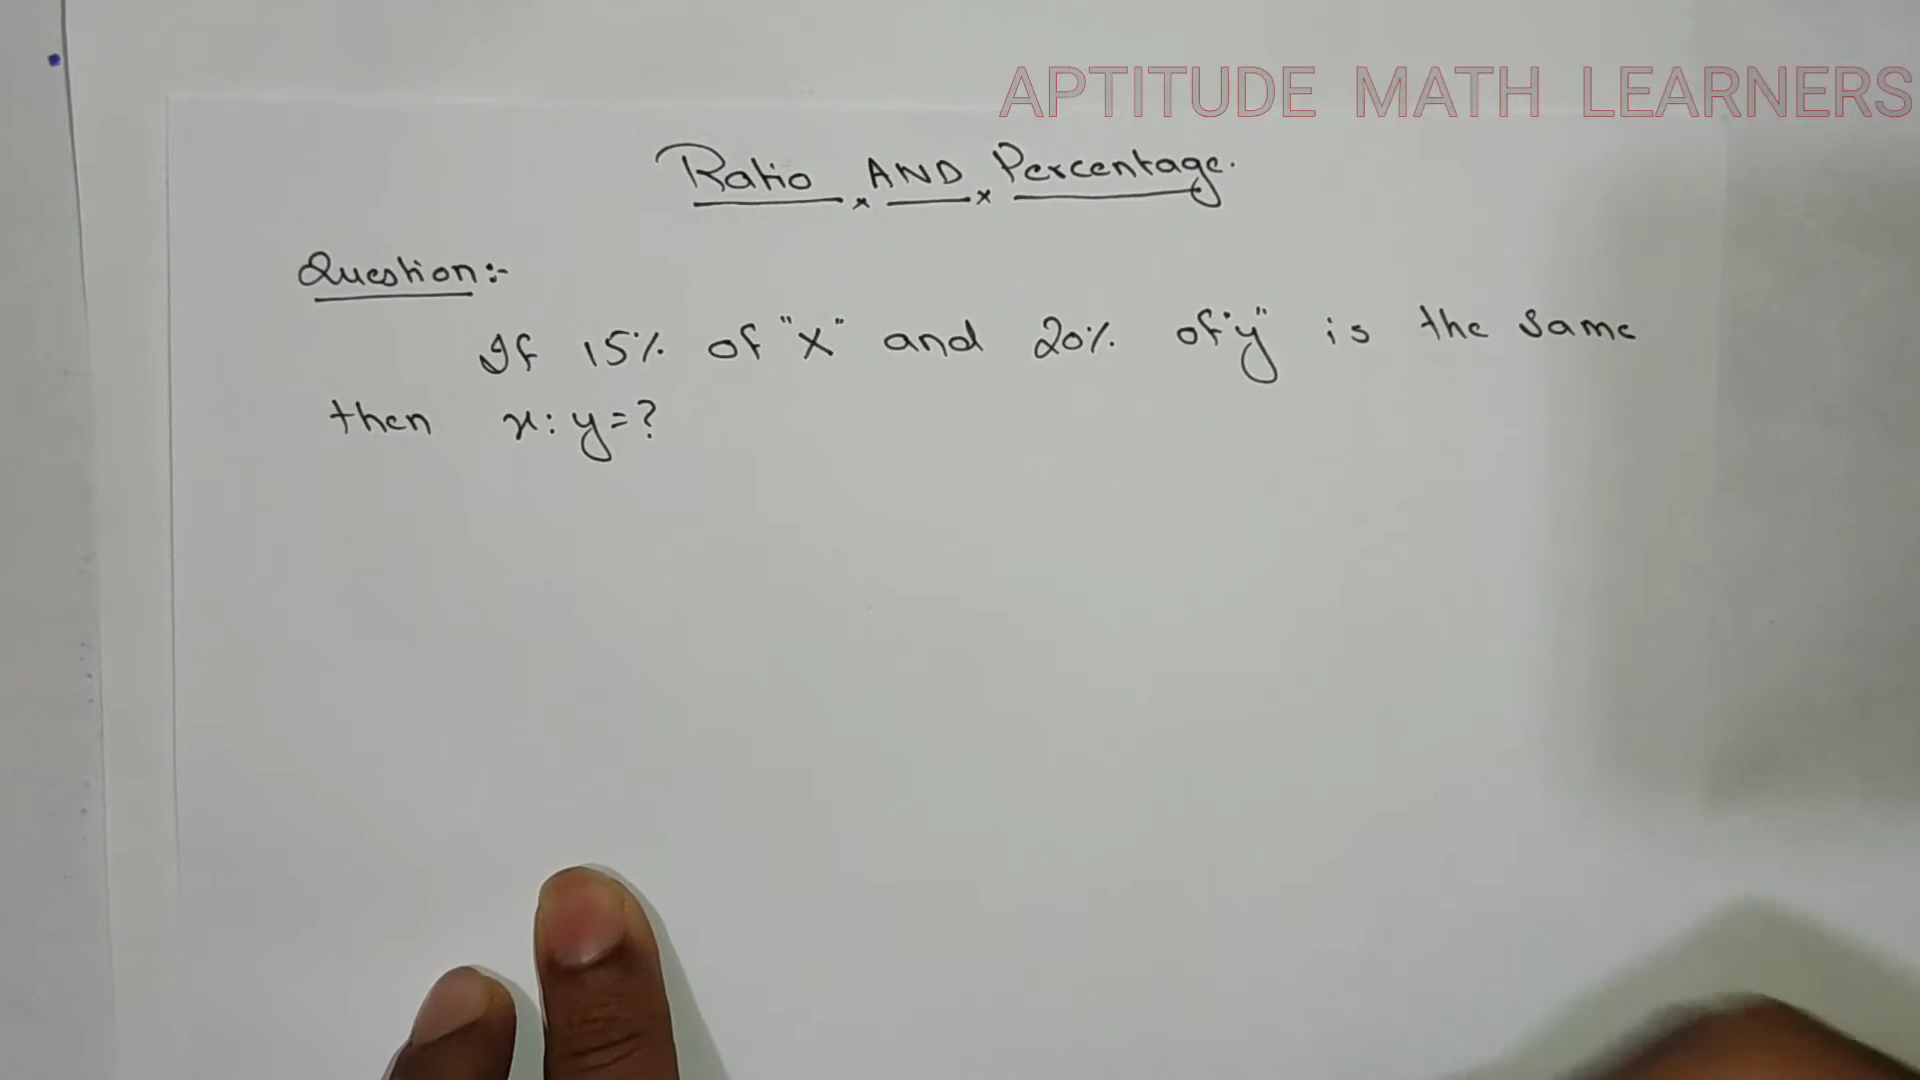 APTITUDE MATH LEARNERS
Ratio AND Percentage.
Question:-
If 15% of "X" and 20% of "y" is the same
then x: y=?